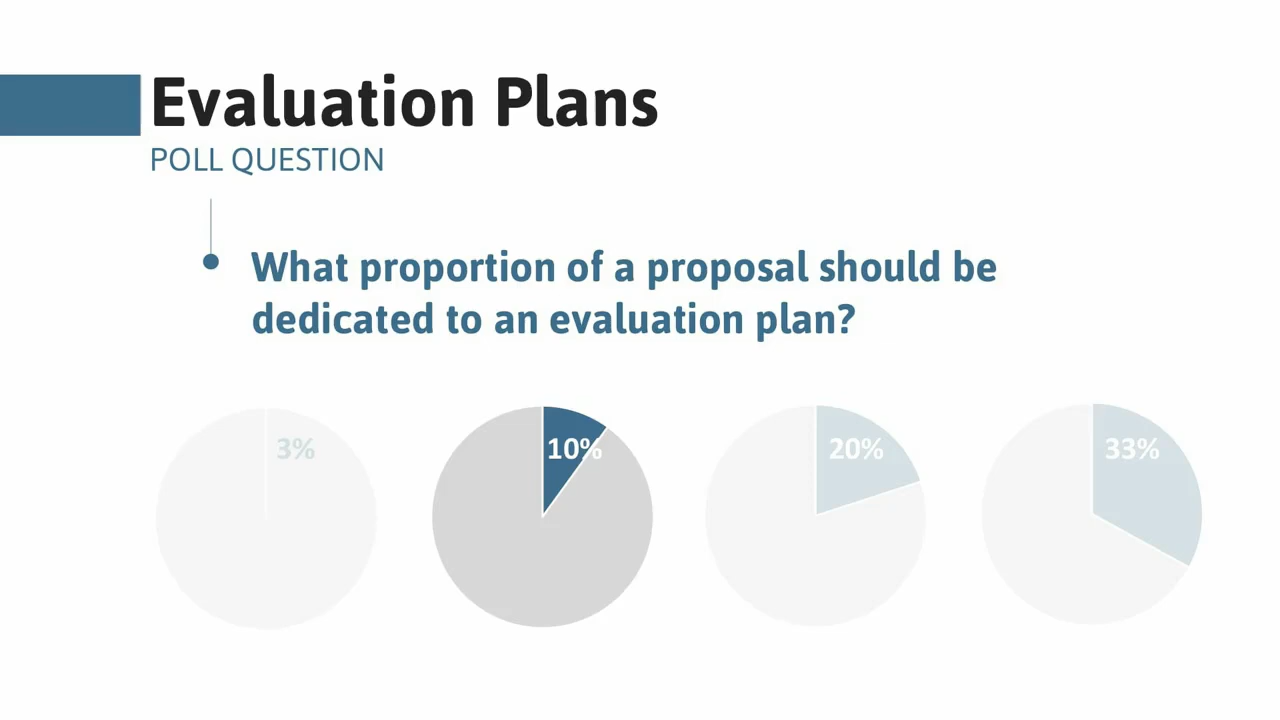 Evaluation Plans
POLL QUESTION
What proportion of a proposal should be
dedicated to an evaluation plan?
3%
10%
20%
33%